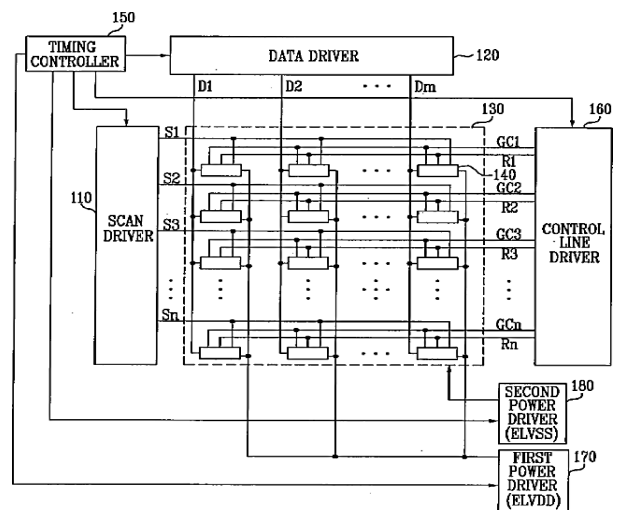 150
TIMING
CONTROLLER
DATA DRIVER
120
D1 D2 ... Dm
130
160
S1
GC1
R1
140
S2
GC2
R2
110
SCAN
DRIVER
S3
GC3
R3
CONTROL
LINE
DRIVER
Sn
GCn
Rn
SECOND
POWER
DRIVER
(ELVSS)
180
FIRST
POWER
DRIVER
(ELVDD)
170